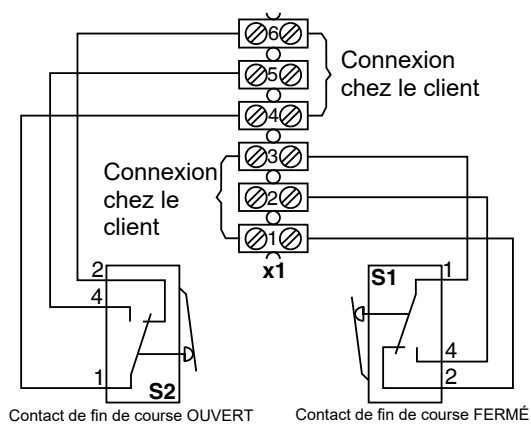 6
5
4
3
2
1
x1
Connexion
chez le client
Connexion
chez le
client
2
4
1
S2
S1
1
4
2
Contact de fin de course OUVERT
Contact de fin de course FERMÉ